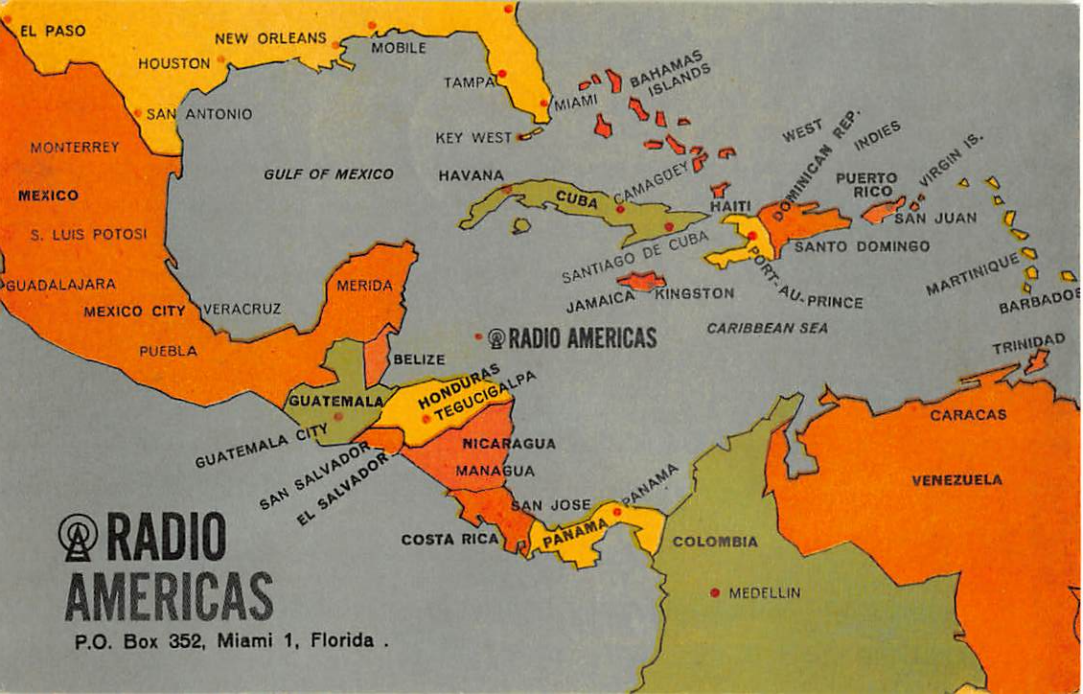 EL PASO
NEW ORLEANS
MOBILE
HOUSTON
SAN ANTONIO
TAMPA
MIAMI
BAHAMAS
ISLANDS
KEY WEST
MONTERREY
GULF OF MEXICO
HAVANA
CUBA
CAMAGUEY
WEST
INDIES
DOMINICAN REP.
VIRGIN IS.
PUERTO
RICO
MEXICO
HAITI
SAN JUAN
S. LUIS POTOSI
SANTIAGO DE CUBA
SANTO DOMINGO
PORT-AU-PRINCE
MARTINIQUE
BARBADOS
GUADALAJARA
MERIDA
JAMAICA
KINGSTON
MEXICO CITY
VERACRUZ
CARIBBEAN SEA
RADIO AMERICAS
TRINIDAD
PUEBLA
BELIZE
HONDURAS
TEGUCIGALPA
GUATEMALA
CARACAS
GUATEMALA CITY
NICARAGUA
MANAGUA
SAN SALVADOR
EL SALVADOR
VENEZUELA
SAN JOSE
PANAMA
PANAMA
COSTA RICA
COLOMBIA
MEDELLIN
RADIO
AMERICAS
P.O. Box 352, Miami 1, Florida .